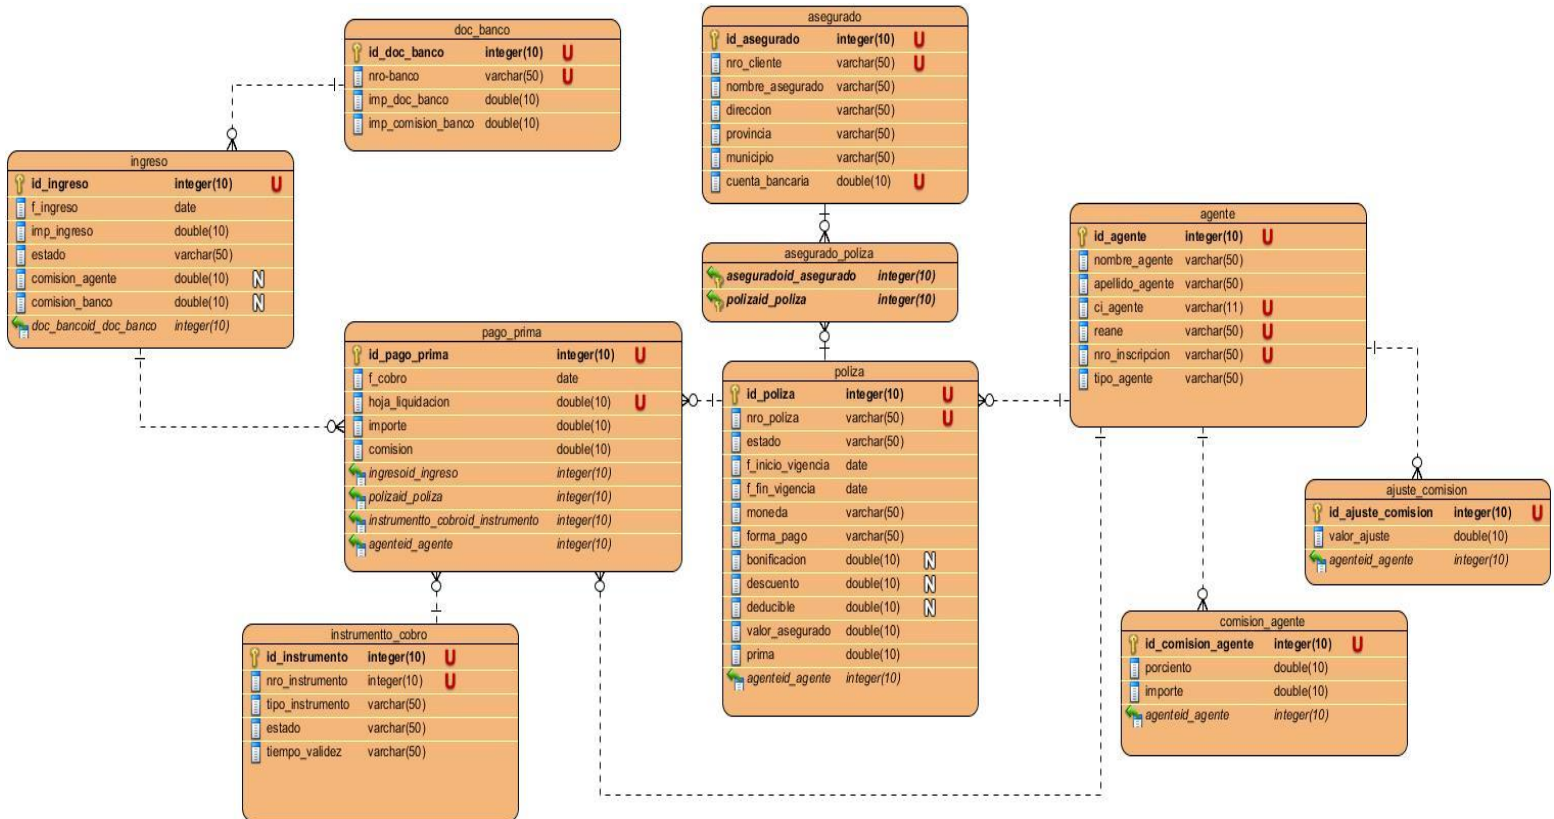 doc_banco
id_doc_banco integer(10) U
nro-banco varchar(50) U
imp_doc_banco double(10)
imp_comision_banco double(10)
asegurado
id_asegurado integer(10) U
nro_cliente varchar(50) U
nombre_asegurado varchar(50)
direccion varchar(50)
provincia varchar(50)
municipio varchar(50)
cuenta_bancaria double(10) U
ingreso
id_ingreso integer(10) U
f_ingreso date
imp_ingreso double(10)
estado varchar(50)
comision_agente double(10) N
comision_banco double(10) N
doc_bancoid_doc_banco integer(10)
asegurado_poliza
aseguradoid_asegurado integer(10)
polizaid_poliza integer(10)
agente
id_agente integer(10) U
nombre_agente varchar(50)
apellido_agente varchar(50)
ci_agente varchar(11) U
reane varchar(50) U
nro_inscripcion varchar(50) U
tipo_agente varchar(50)
pago_prima
id_pago_prima integer(10) U
f_cobro date
hoja_liquidacion double(10) U
importe double(10)
comision double(10)
ingresoid_ingreso integer(10)
polizaid_poliza integer(10)
instrumentto_cobroid_instrumento integer(10)
agenteid_agente integer(10)
poliza
id_poliza integer(10) U
nro_poliza varchar(50) U
estado varchar(50)
f_inicio_vigencia date
f_fin_vigencia date
moneda varchar(50)
forma_pago varchar(50)
bonificacion double(10) N
descuento double(10) N
deducible double(10) N
valor_asegurado double(10)
prima double(10)
agenteid_agente integer(10)
ajuste_comision
id_ajuste_comision integer(10) U
valor_ajuste double(10)
agenteid_agente integer(10)
instrumentto_cobro
id_instrumento integer(10) U
nro_instrumento integer(10) U
tipo_instrumento varchar(50)
estado varchar(50)
tiempo_validez varchar(50)
comision_agente
id_comision_agente integer(10) U
porciento double(10)
importe double(10)
agenteid_agente integer(10)